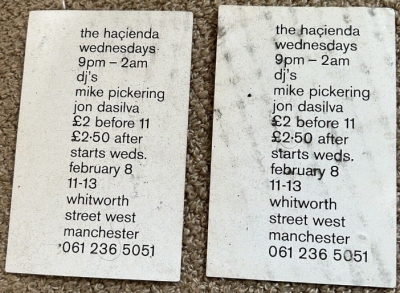 the haçienda
wednesdays
9pm – 2am
dj's
mike pickering
jon dasilva
£2 before 11
£2·50 after
starts weds.
february 8
11-13
whitworth
street west
manchester
061 236 5051
the haçienda
wednesdays
9pm – 2am
dj's
mike pickering
jon dasilva
£2 before 11
£2·50 after
starts weds.
february 8
11-13
whitworth
street west
manchester
061 236 5051